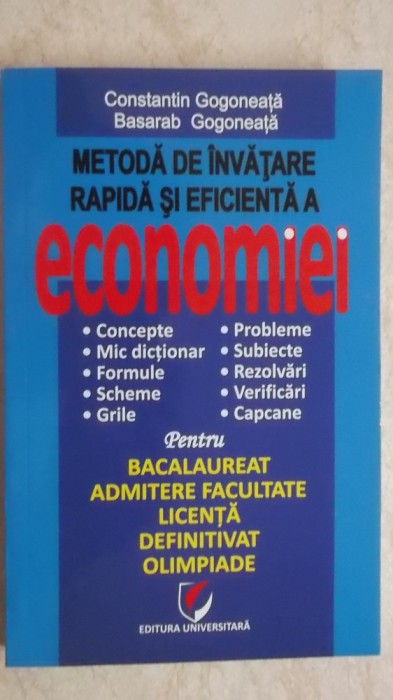 Constantin Gogoneață
Basarab Gogoneață
METODĂ DE ÎNVĂȚARE
RAPIDĂ ȘI EFICIENTĂ A
economiei
• Concepte
• Mic dicționar
• Formule
• Scheme
• Grile
• Probleme
• Subiecte
• Rezolvări
• Verificări
• Capcane
Pentru
BACALAUREAT
ADMITERE FACULTATE
LICENȚĂ
DEFINITIVAT
OLIMPIADE
EDITURA UNIVERSITARĂ